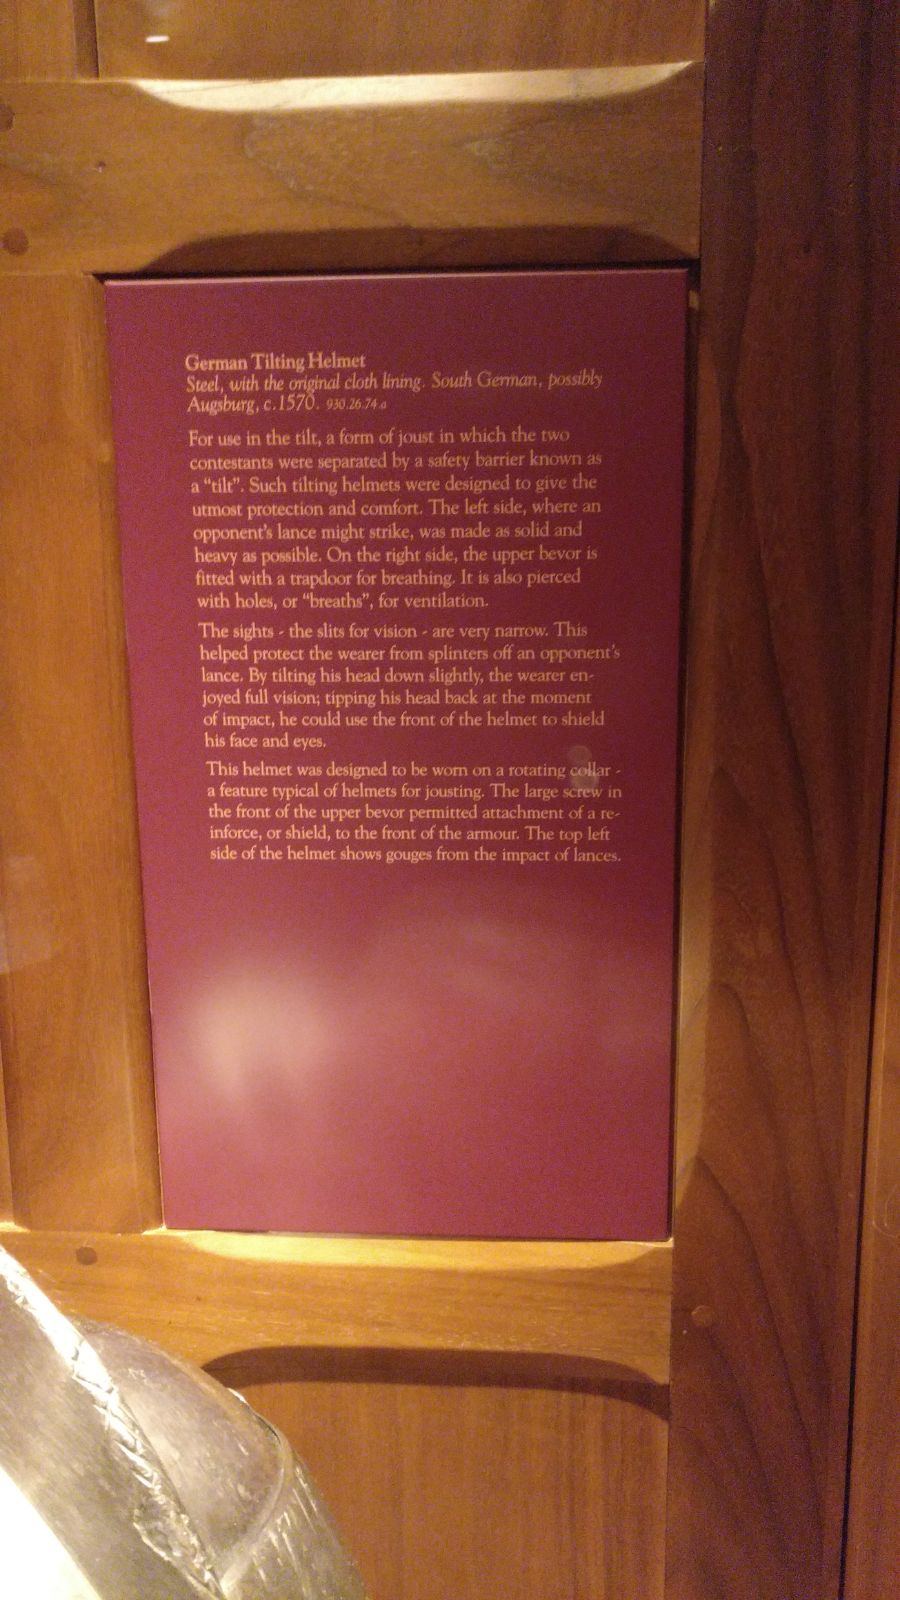 German Tilting Helmet
Steel, with the original cloth lining. South German, possibly
Augsburg, c.1570. 930.26.74.a
For use in the tilt, a form of joust in which the two
contestants were separated by a safety barrier known as
a “tilt”. Such tilting helmets were designed to give the
utmost protection and comfort. The left side, where an
opponent's lance might strike, was made as solid and
heavy as possible. On the right side, the upper bevor is
fitted with a trapdoor for breathing. It is also pierced
with holes, or “breaths”, for ventilation.
The sights - the slits for vision - are very narrow. This
helped protect the wearer from splinters off an opponent's
lance. By tilting his head down slightly, the wearer en-
joyed full vision; tipping his head back at the moment
of impact, he could use the front of the helmet to shield
his face and eyes.
This helmet was designed to be worn on a rotating collar -
a feature typical of helmets for jousting. The large screw in
the front of the upper bevor permitted attachment of a re-
inforce, or shield, to the front of the armour. The top left
side of the helmet shows gouges from the impact of lances.